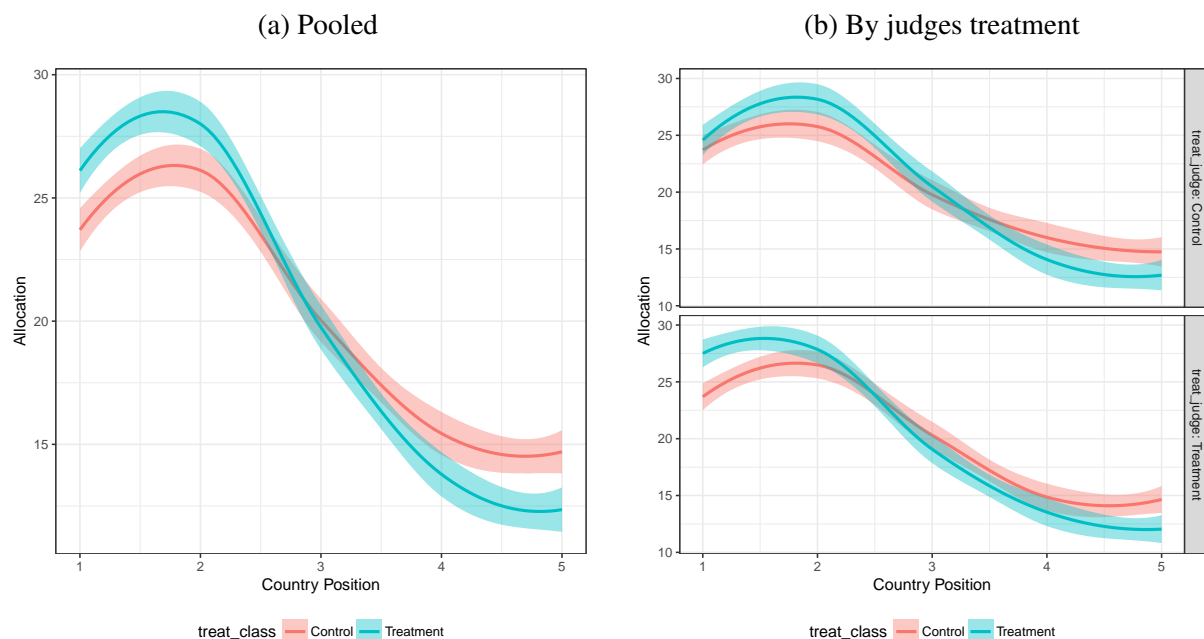 (a) Pooled
30
25
20
15
Allocation
1 2 3 4 5
Country Position
treat_class Control Treatment
(b) By judges treatment
30
25
20
15
10
treat_judge: Control
Allocation
30
25
20
15
10
treat_judge: Treatment
1 2 3 4 5
Country Position
treat_class Control Treatment